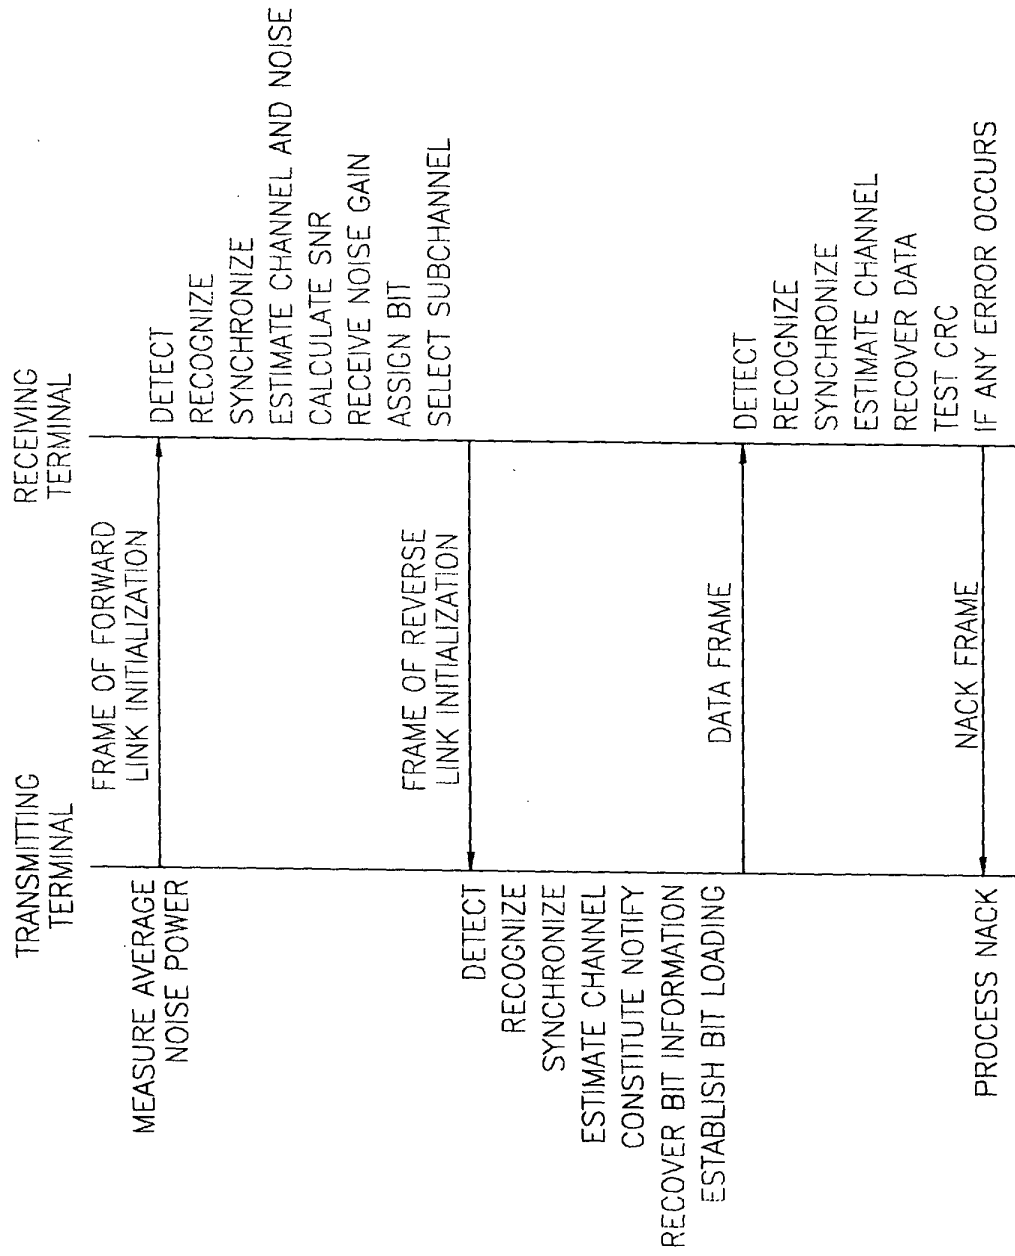 TRANSMITTING
TERMINAL
RECEIVING
TERMINAL
MEASURE AVERAGE
NOISE POWER
FRAME OF FORWARD
LINK INITIALIZATION
DETECT
RECOGNIZE
SYNCHRONIZE
ESTIMATE CHANNEL AND NOISE
CALCULATE SNR
RECEIVE NOISE GAIN
ASSIGN BIT
SELECT SUBCHANNEL
FRAME OF REVERSE
LINK INITIALIZATION
DETECT
RECOGNIZE
SYNCHRONIZE
ESTIMATE CHANNEL
CONSTITUTE NOTIFY
RECOVER BIT INFORMATION
ESTABLISH BIT LOADING
DATA FRAME
DETECT
RECOGNIZE
SYNCHRONIZE
ESTIMATE CHANNEL
RECOVER DATA
TEST CRC
IF ANY ERROR OCCURS
NACK FRAME
PROCESS NACK